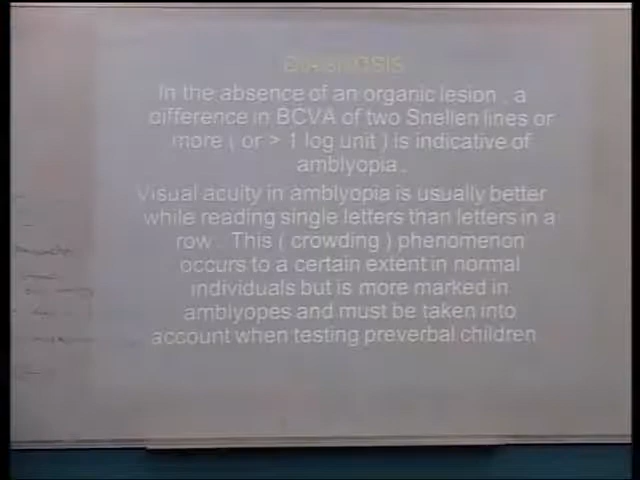 DIAGNOSIS
In the absence of an organic lesion , a
difference in BCVA of two Snellen lines or
more ( or > 1 log unit ) is indicative of
amblyopia .
Visual acuity in amblyopia is usually better
while reading single letters than letters in a
row . This ( crowding ) phenomenon
occurs to a certain extent in normal
individuals but is more marked in
amblyopes and must be taken into
account when testing preverbal children